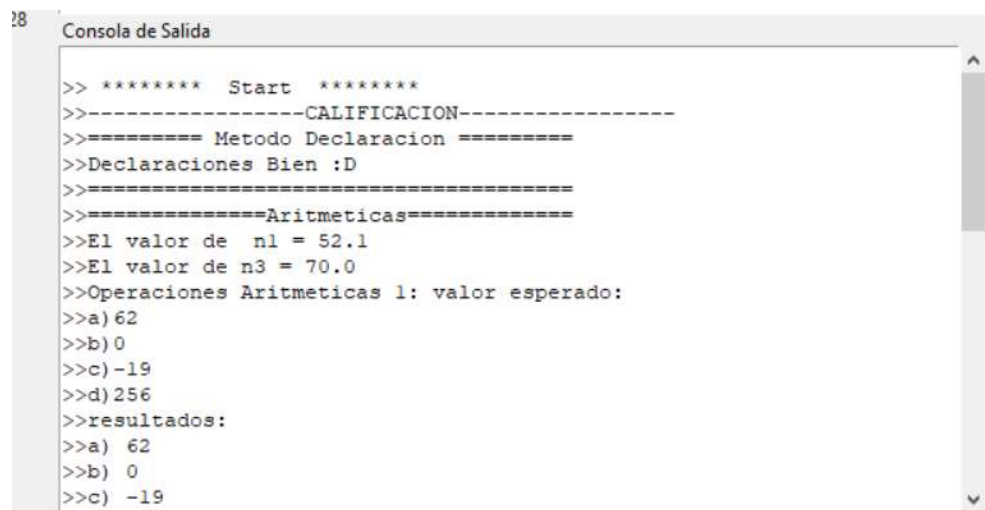 28
Consola de Salida
>> ******** Start ********
>>-----------------CALIFICACION-----------------
>>========= Metodo Declaracion =========
>>Declaraciones Bien :D
>>======================================
>>==============Aritmeticas=============
>>El valor de  n1 = 52.1
>>El valor de n3 = 70.0
>>Operaciones Aritmeticas 1: valor esperado:
>>a)62
>>b)0
>>c)-19
>>d)256
>>resultados:
>>a) 62
>>b) 0
>>c) -19